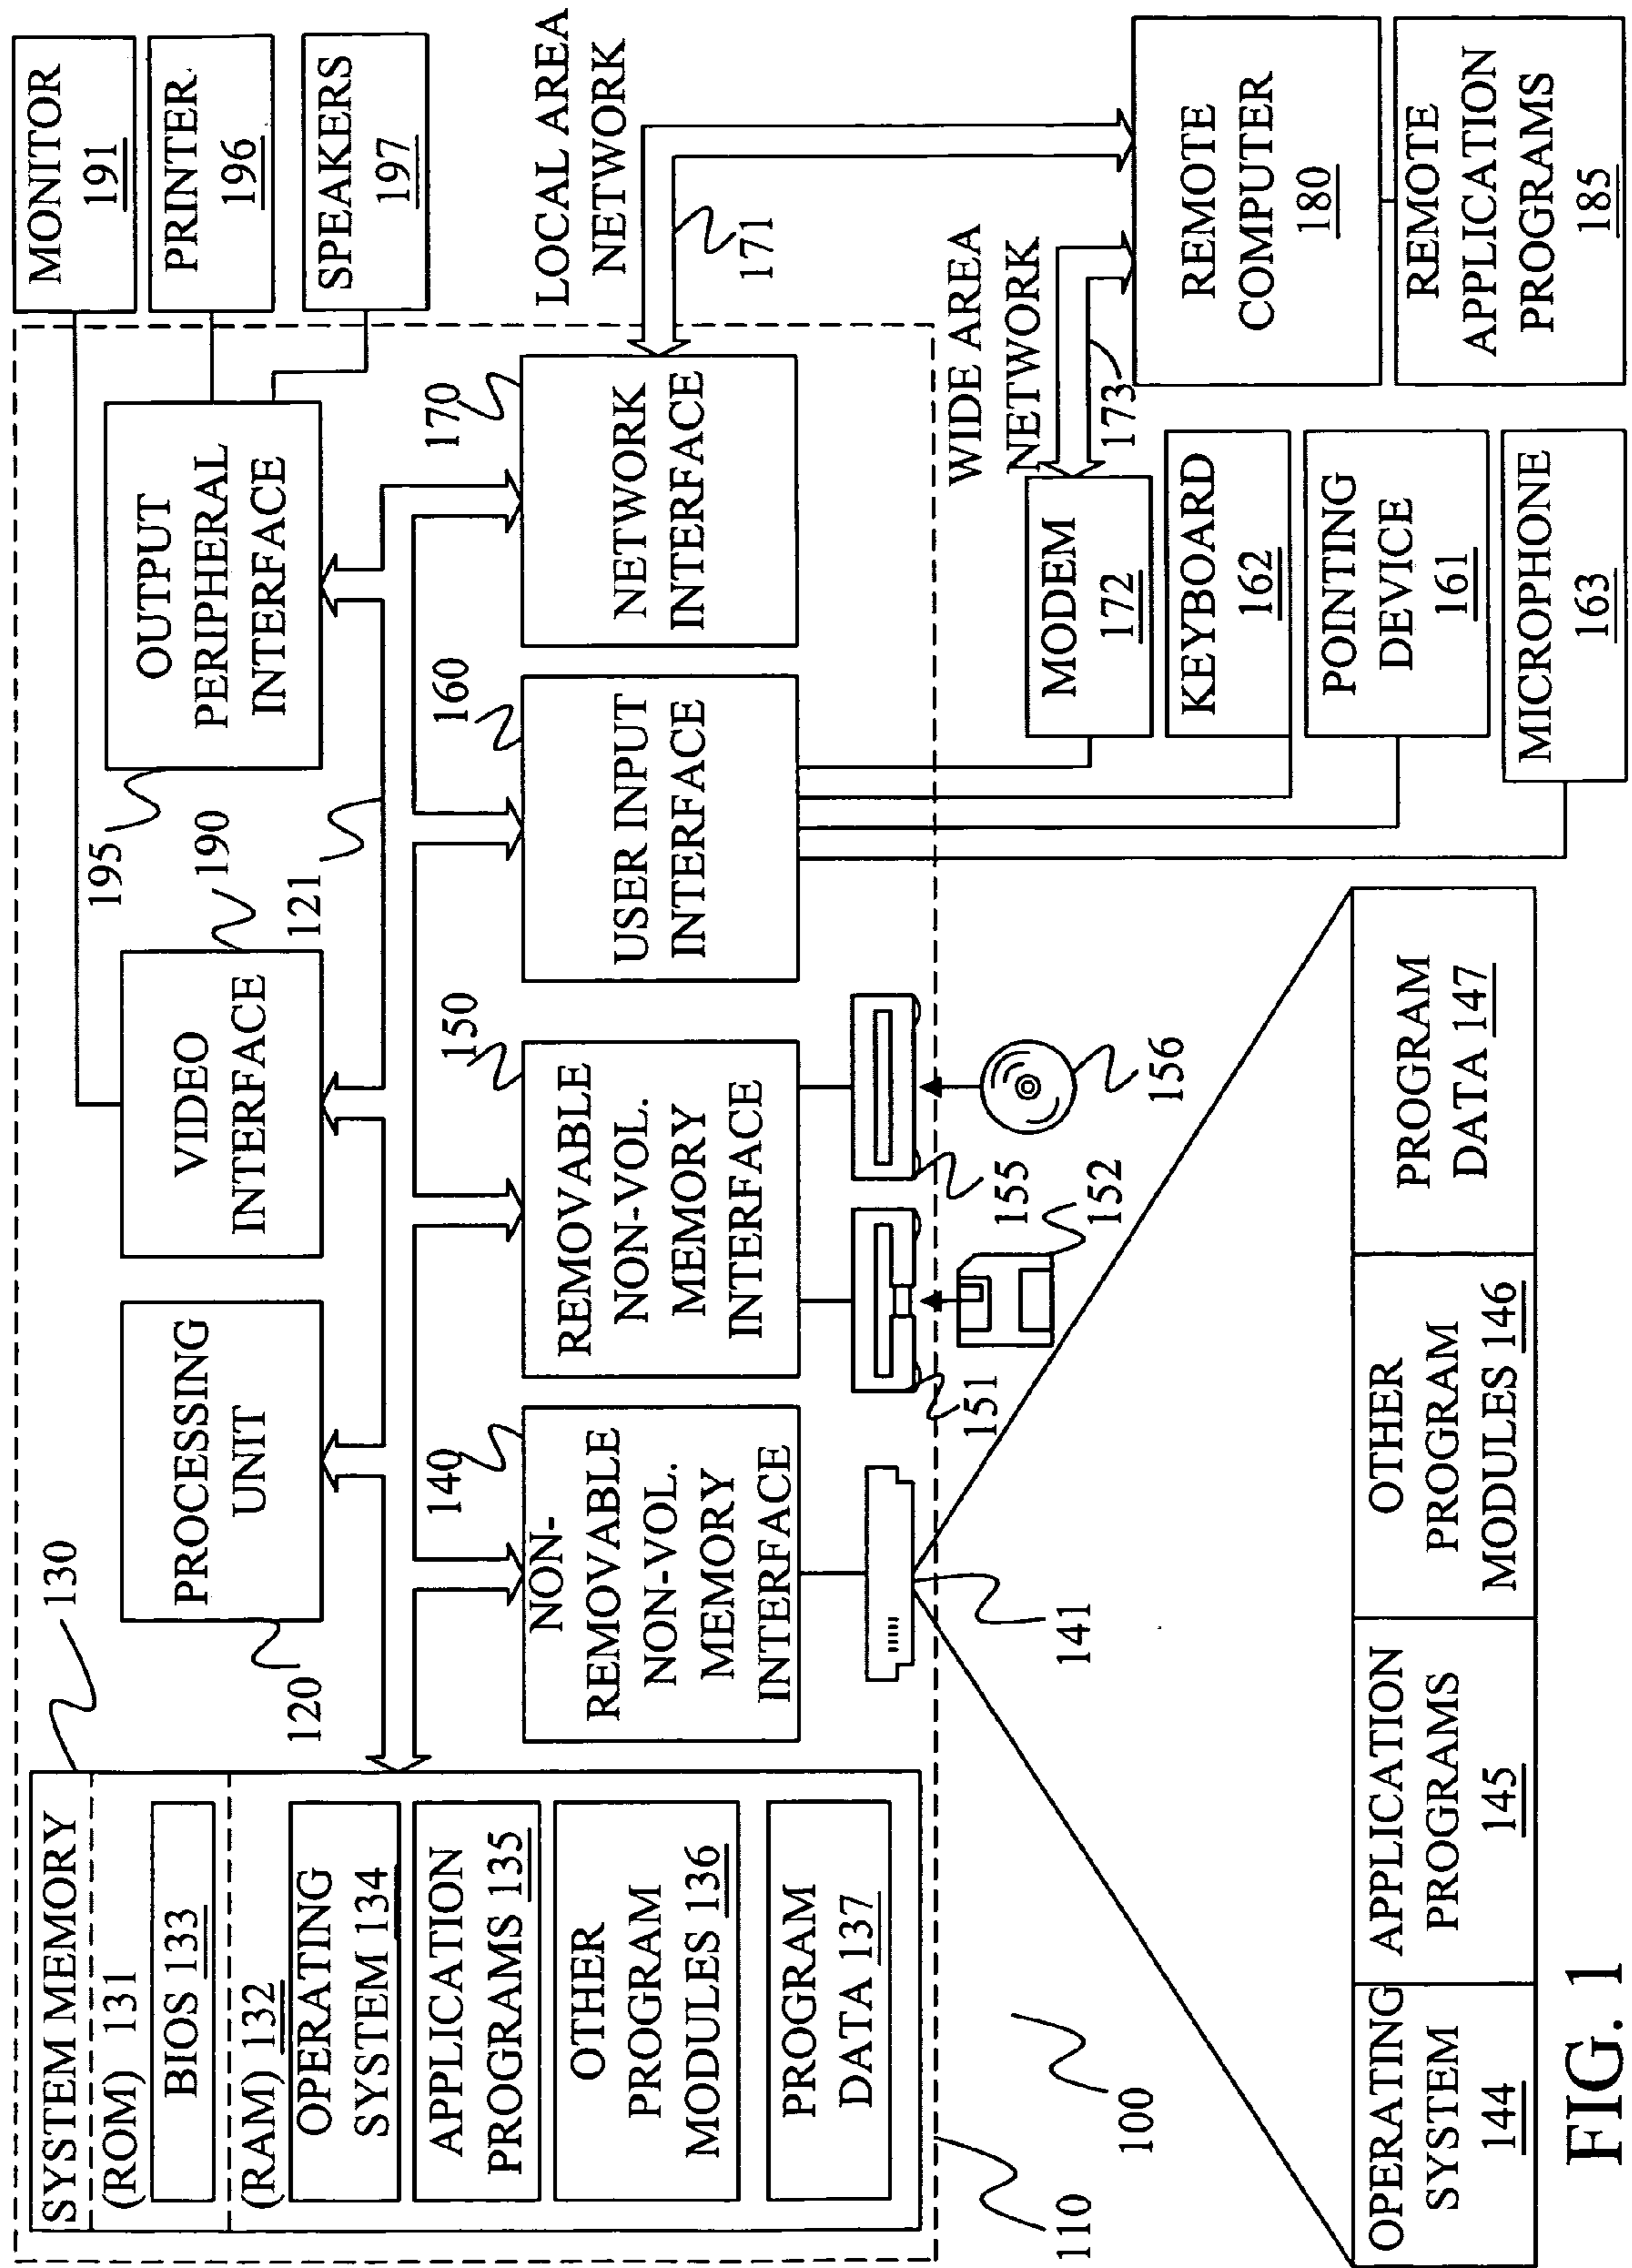 SYSTEM MEMORY
(ROM) 131
BIOS 133
(RAM) 132
OPERATING
SYSTEM 134
APPLICATION
PROGRAMS 135
OTHER
PROGRAM
MODULES 136
PROGRAM
DATA 137
130
PROCESSING
UNIT
120
VIDEO
INTERFACE
190
121
OUTPUT
PERIPHERAL
INTERFACE
195
MONITOR
191
PRINTER
196
SPEAKERS
197
NON-
REMOVABLE
NON-VOL.
MEMORY
INTERFACE
140
REMOVABLE
NON-VOL.
MEMORY
INTERFACE
150
USER INPUT
INTERFACE
160
NETWORK
INTERFACE
170
LOCAL AREA
NETWORK
171
141
151
152
155
156
WIDE AREA
NETWORK
173
MODEM
172
KEYBOARD
162
POINTING
DEVICE
161
MICROPHONE
163
REMOTE
COMPUTER
180
REMOTE
APPLICATION
PROGRAMS
185
110
100
OPERATING
SYSTEM
144
APPLICATION
PROGRAMS
145
OTHER
PROGRAM
MODULES 146
PROGRAM
DATA 147
FIG. 1